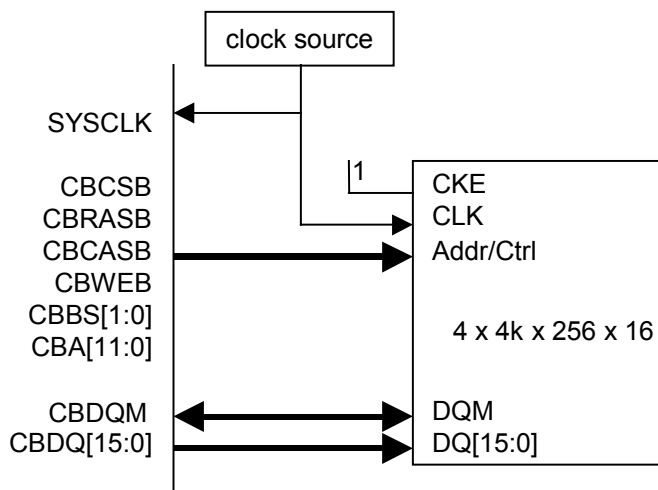 clock source
SYSCLK
CBCSB
CBRASB
CBCASB
CBWEB
CBBS[1:0]
CBA[11:0]
CBDQM
CBDQ[15:0]
1
CKE
CLK
Addr/Ctrl
4 x 4k x 256 x 16
DQM
DQ[15:0]